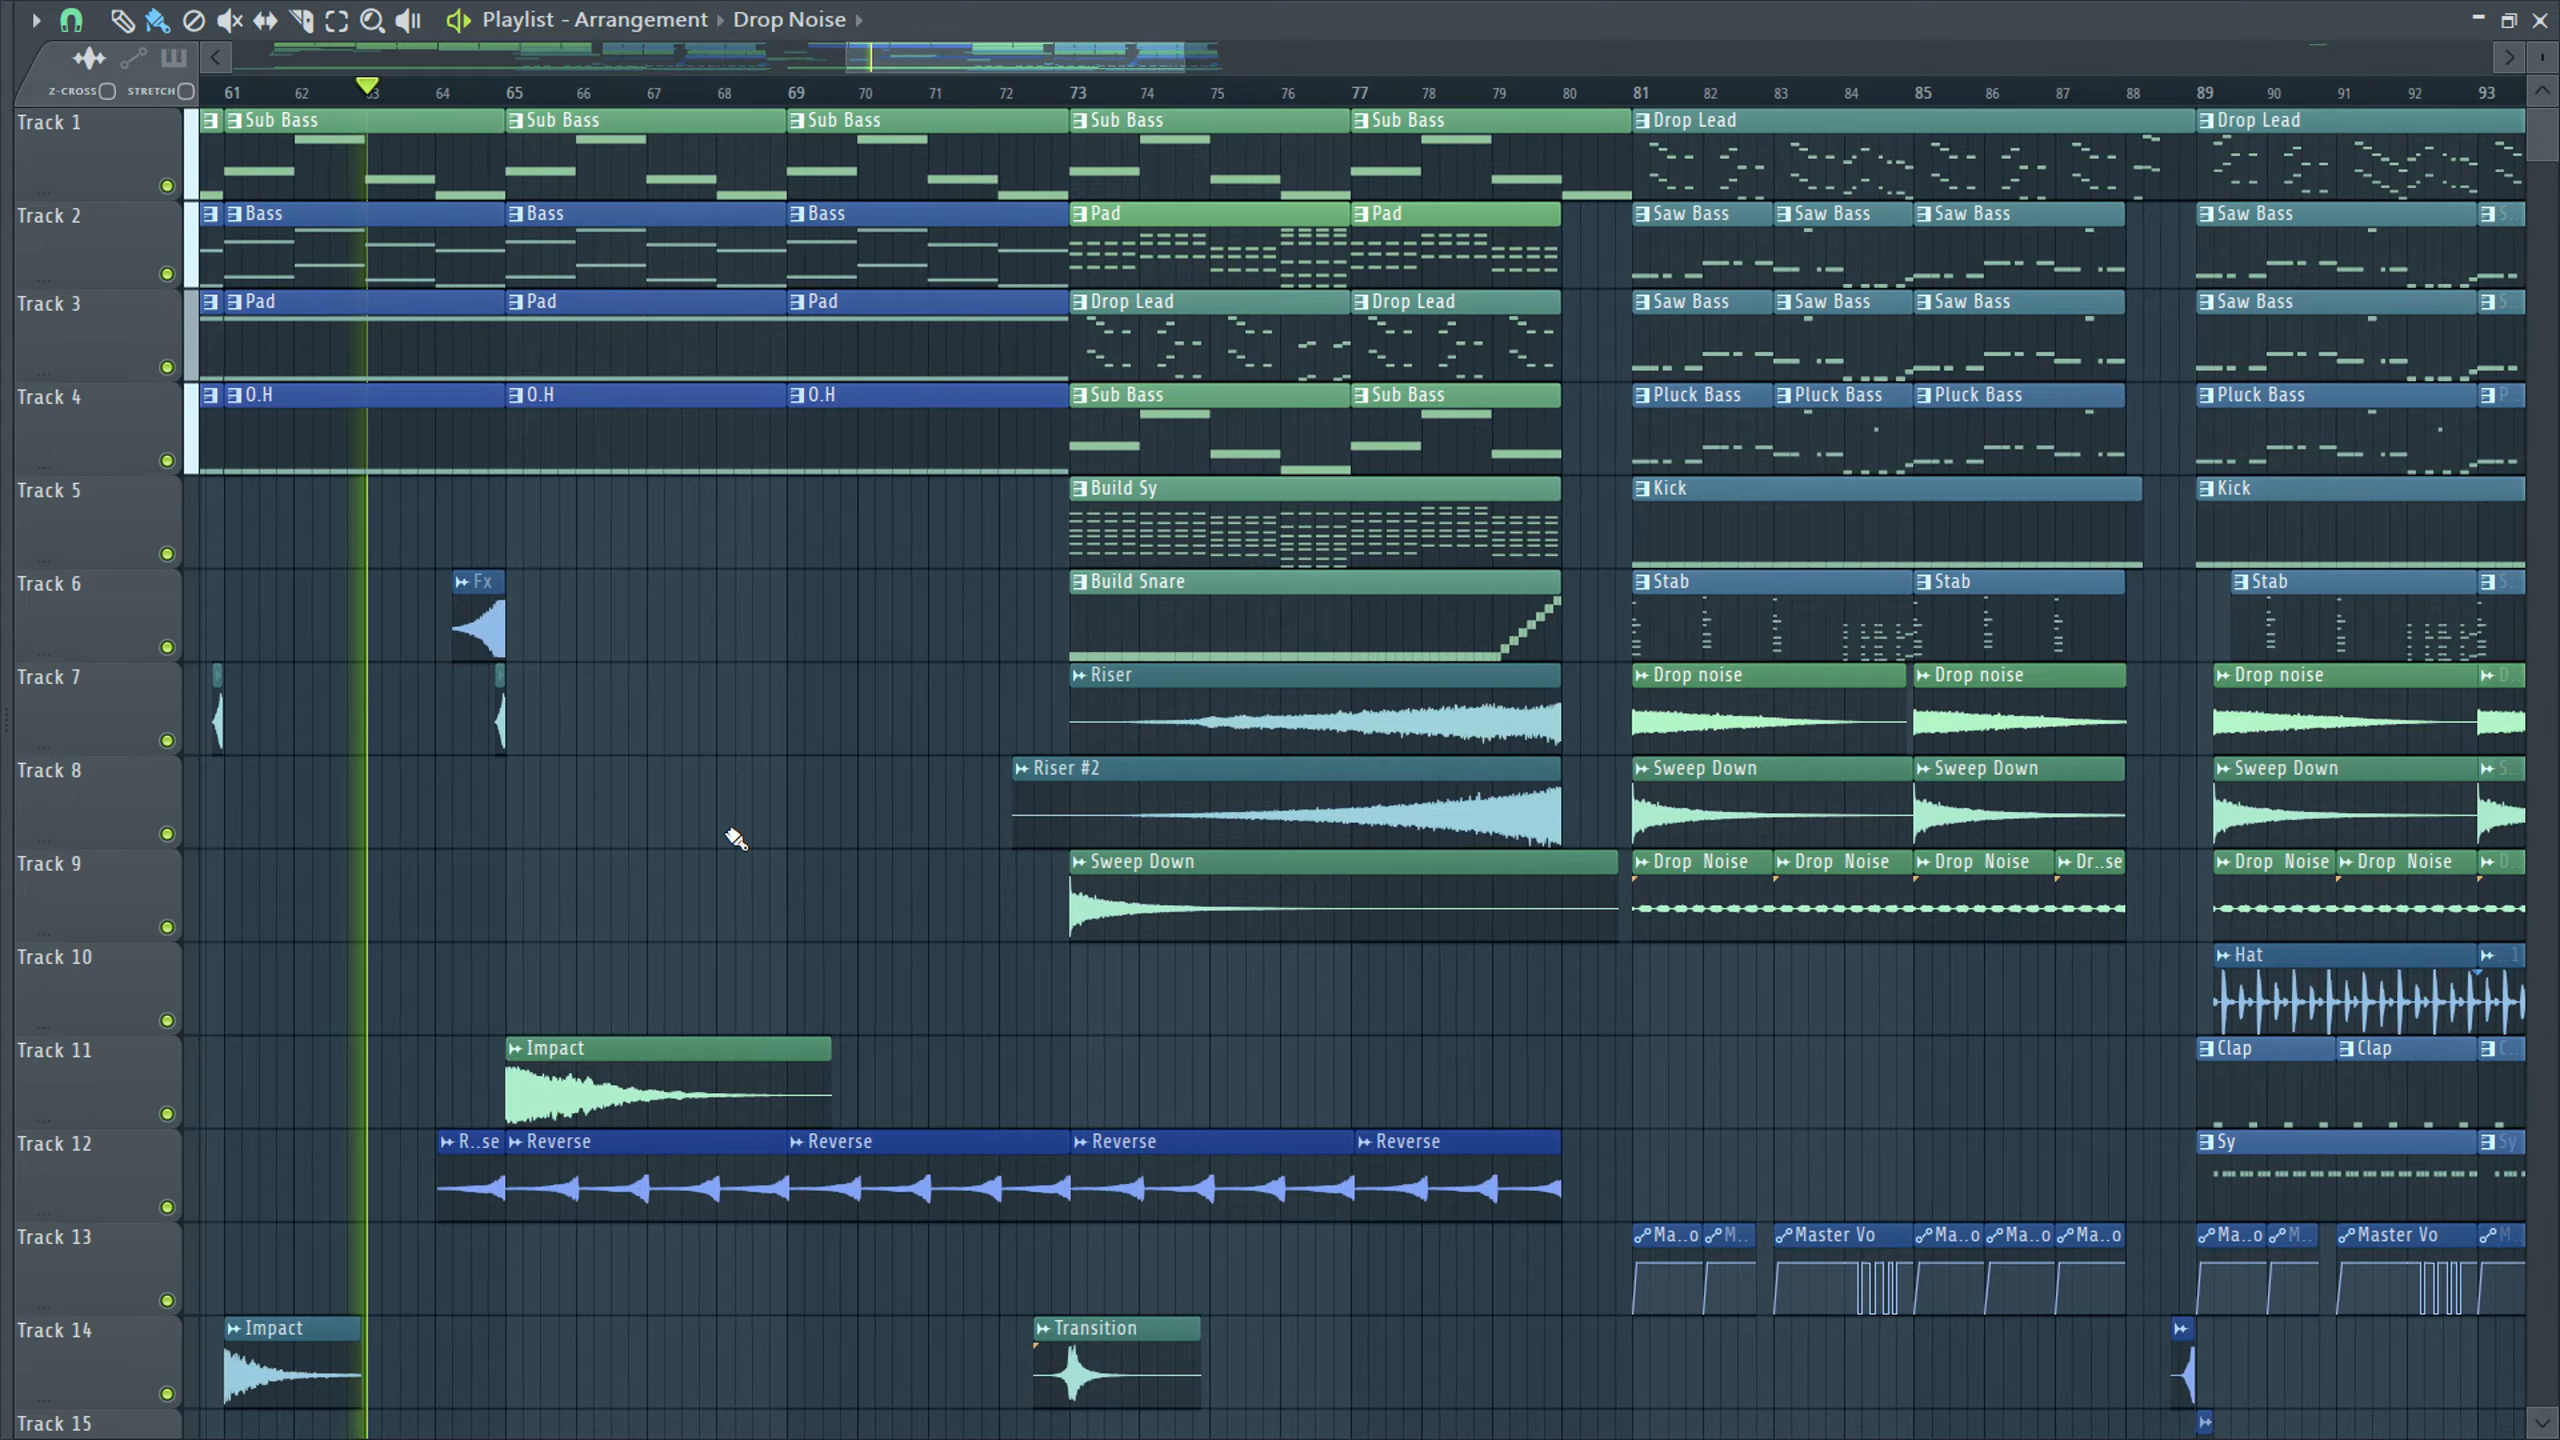 Playlist - Arrangement Drop Noise
Z-CROSS STRETCH
61 62 63 64 65 66 67 68 69 70 71 72 73 74 75 76 77 78 79 80 81 82 83 84 85 86 87 88 89 90 91 92 93
Track 1 Sub Bass Sub Bass Sub Bass Sub Bass Sub Bass Drop Lead Drop Lead
...
Track 2 Bass Bass Bass Pad Pad Saw Bass Saw Bass Saw Bass Saw Bass S..
...
Track 3 Pad Pad Pad Drop Lead Drop Lead Saw Bass Saw Bass Saw Bass Saw Bass S..
...
Track 4 O.H O.H O.H Sub Bass Sub Bass Pluck Bass Pluck Bass Pluck Bass Pluck Bass P..
...
Track 5 Build Sy Kick Kick
...
Track 6 Fx Build Snare Stab Stab Stab S..
...
Track 7 Riser Drop noise Drop noise Drop noise D..
...
Track 8 Riser #2 Sweep Down Sweep Down Sweep Down S..
...
Track 9 Sweep Down Drop Noise Drop Noise Drop Noise Dr..se Drop Noise Drop Noise D..
...
Track 10 Hat ..1
...
Track 11 Impact Clap Clap C..
...
Track 12 R..se Reverse Reverse Reverse Reverse Sy Sy
...
Track 13 Ma..o M.. Master Vo Ma..o Ma..o Ma..o Ma..o M.. Master Vo M..
...
Track 14 Impact Transition
...
Track 15